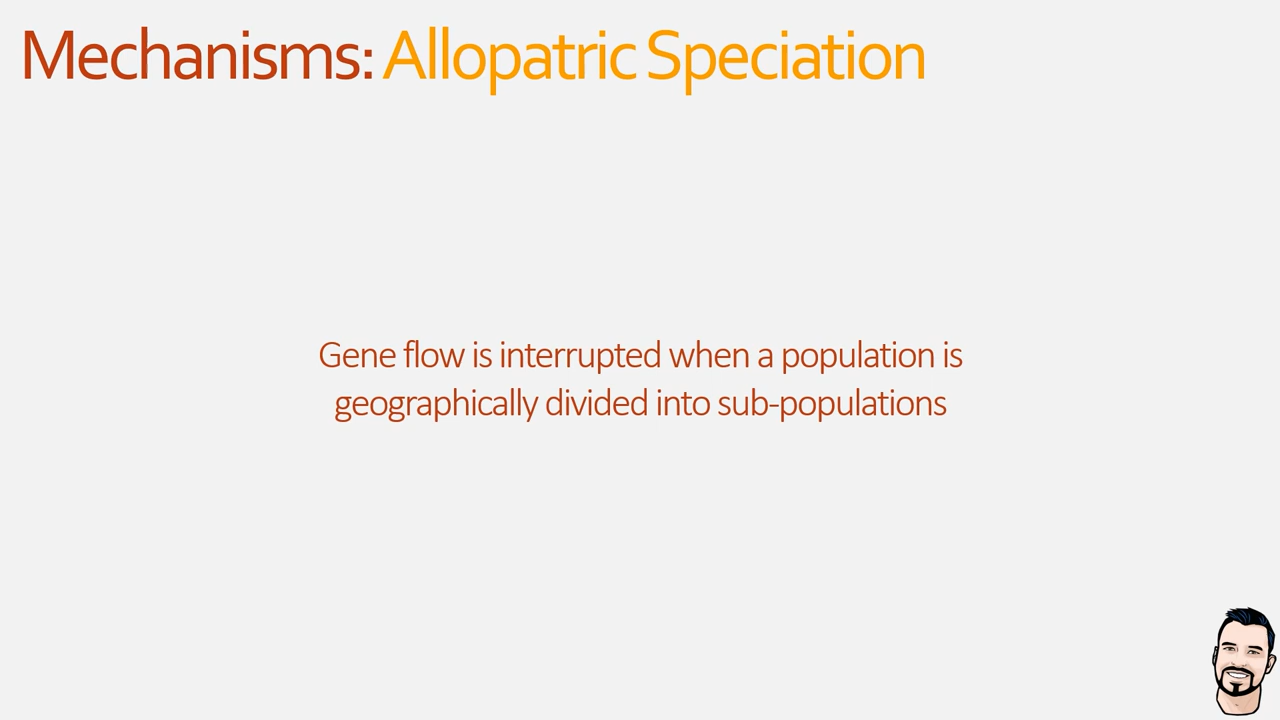 Mechanisms: Allopatric Speciation
Gene flow is interrupted when a population is
geographically divided into sub-populations